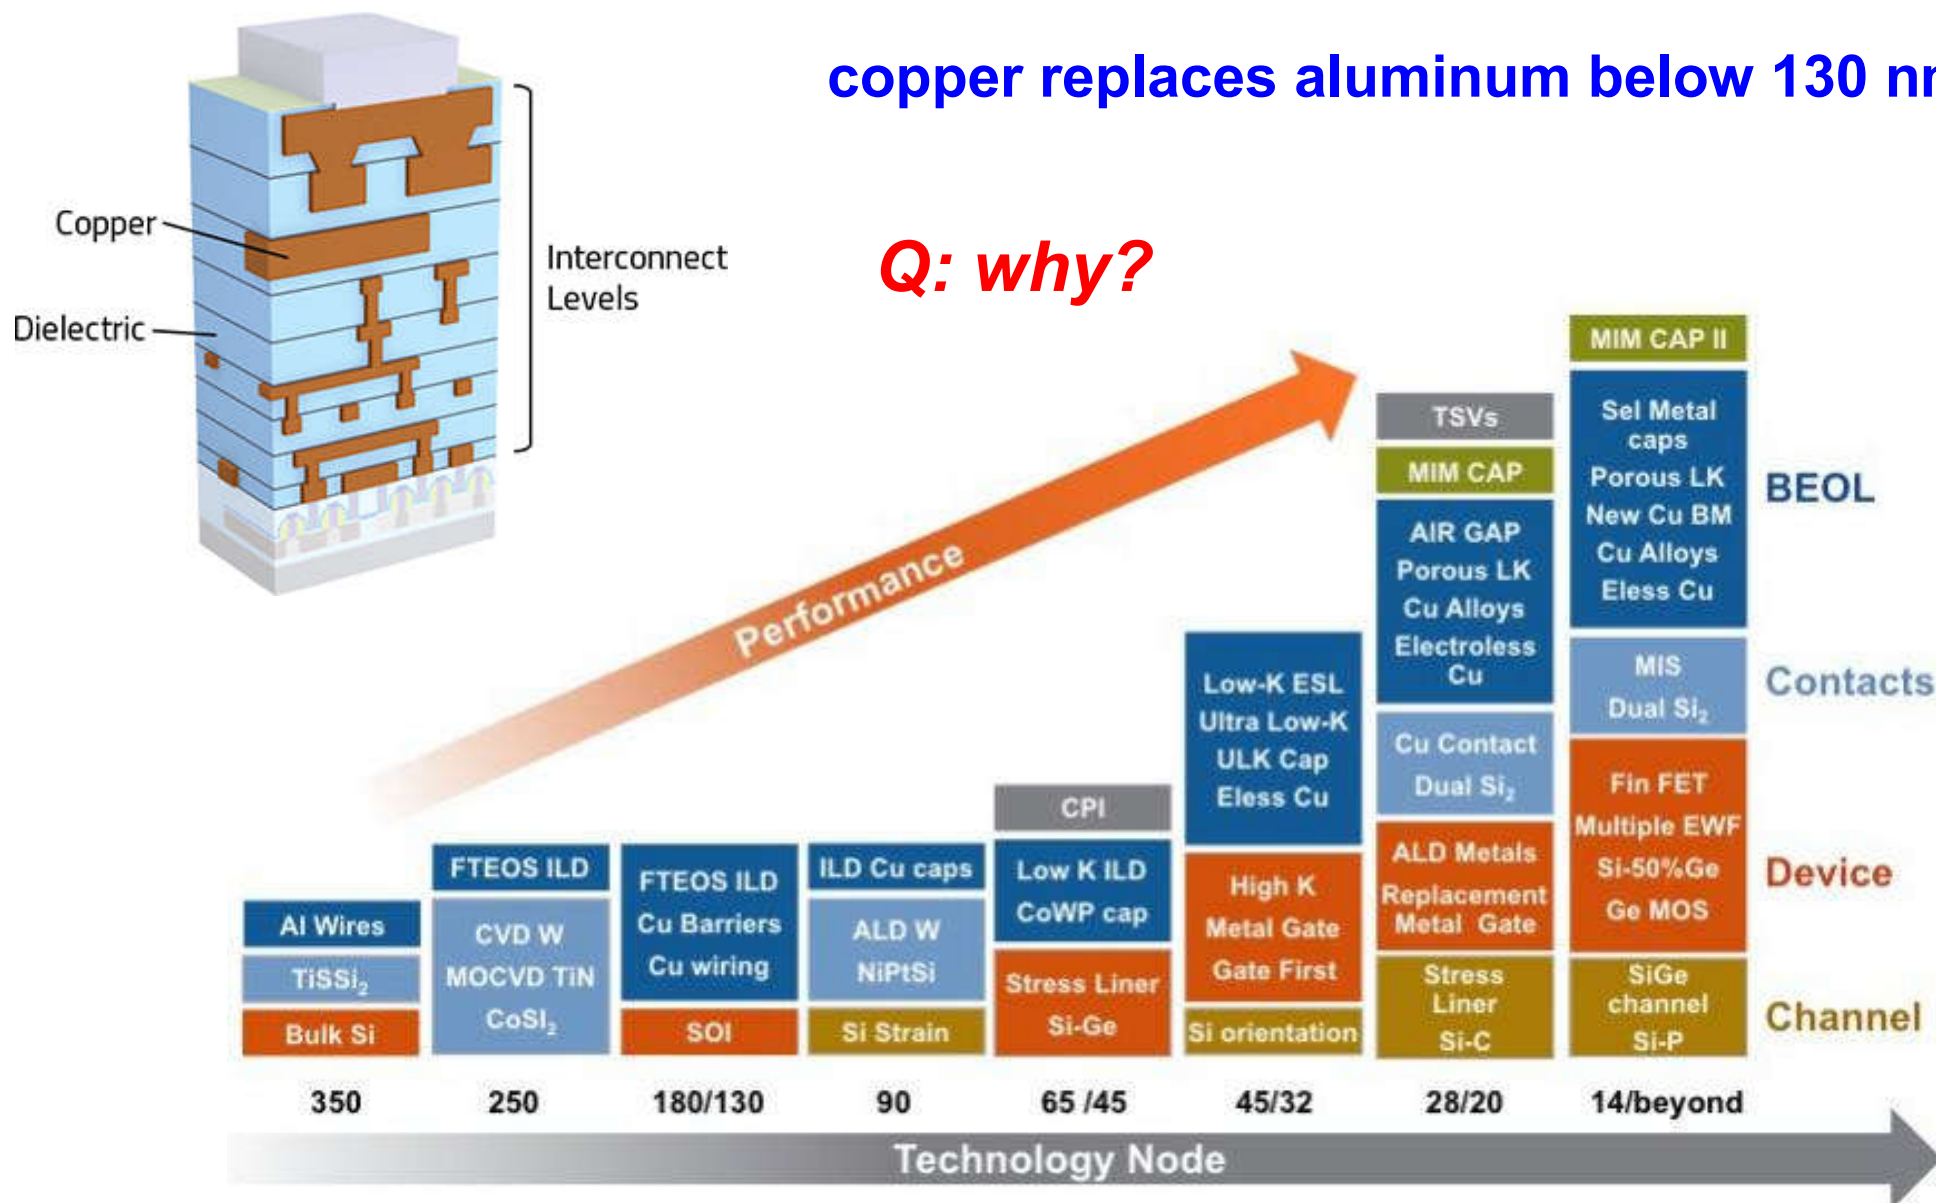 copper replaces aluminum below 130
Q: why?
Copper
Dielectric
Interconnect
Levels
Performance
Al Wires
TiSSi₂
Bulk Si
FTEOS ILD
CVD W
MOCVD TiN
CoSI₂
FTEOS ILD
Cu Barriers
Cu wiring
SOI
ILD Cu caps
ALD W
NiPtSi
Si Strain
CPI
Low K ILD
CoWP cap
Stress Liner
Si-Ge
Low-K ESL
Ultra Low-K
ULK Cap
Eless Cu
High K
Metal Gate
Gate First
Si orientation
TSVs
MIM CAP
AIR GAP
Porous LK
Cu Alloys
Electroless
Cu
Cu Contact
Dual Si₂
ALD Metals
Replacement
Metal Gate
Stress
Liner
Si-C
MIM CAP II
Sel Metal
caps
Porous LK
New Cu BM
Cu Alloys
Eless Cu
MIS
Dual Si₂
Fin FET
Multiple EWF
Si-50%Ge
Ge MOS
SiGe
channel
Si-P
BEOL
Contacts
Device
Channel
350
250
180/130
90
65 /45
45/32
28/20
14/beyond
Technology Node